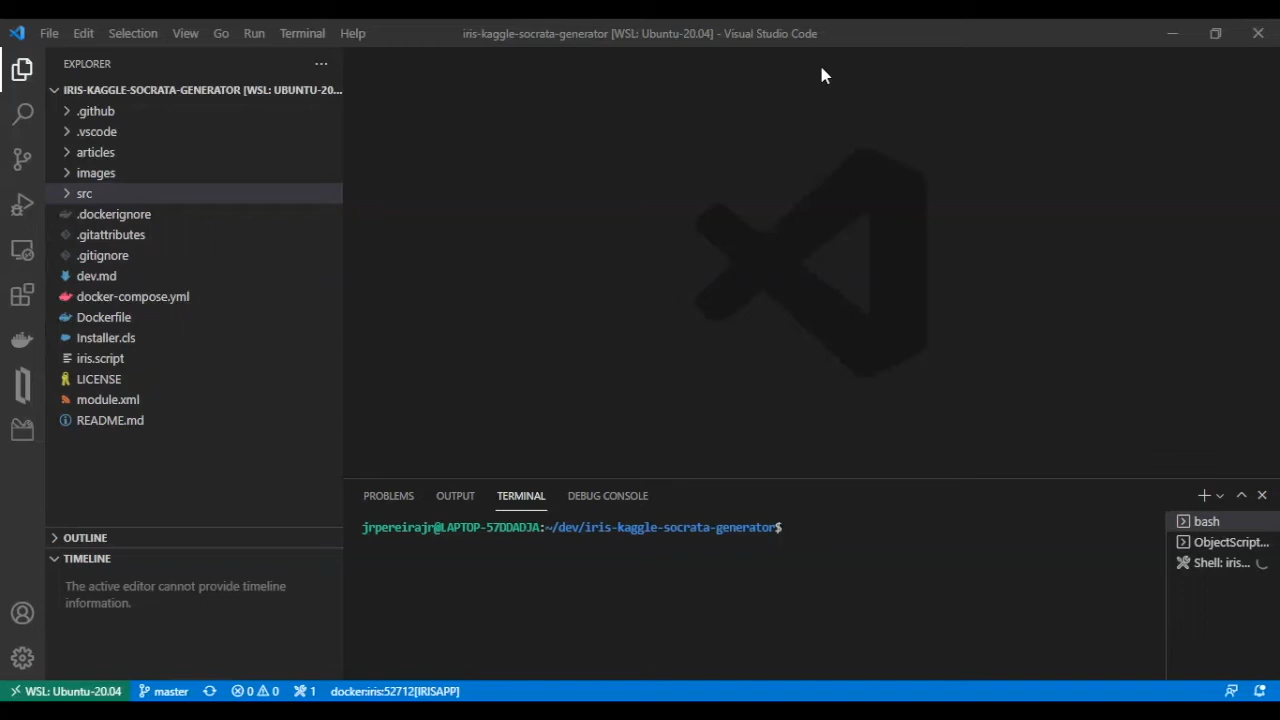 File Edit Selection View Go Run Terminal Help
iris-kaggle-socrata-generator [WSL: Ubuntu-20.04] - Visual Studio Code
EXPLORER
IRIS-KAGGLE-SOCRATA-GENERATOR [WSL: UBUNTU-20...
.github
.vscode
articles
images
src
.dockerignore
.gitattributes
.gitignore
dev.md
docker-compose.yml
Dockerfile
Installer.cls
iris.script
LICENSE
module.xml
README.md
OUTLINE
TIMELINE
The active editor cannot provide timeline
information.
PROBLEMS OUTPUT TERMINAL DEBUG CONSOLE
jrpereirajr@LAPTOP-57DDADJA:~/dev/iris-kaggle-socrata-generator$
bash
ObjectScript...
Shell: iris...
WSL: Ubuntu-20.04 master 0 0 1 docker:iris:52712[IRISAPP]